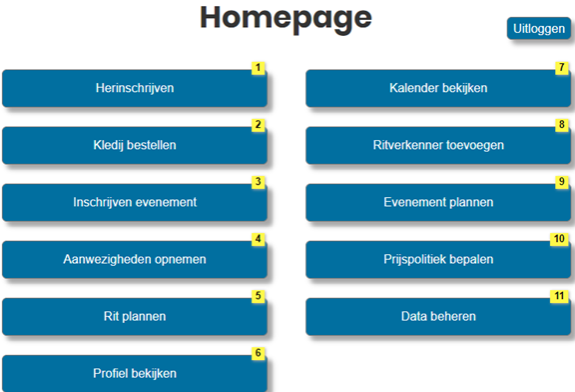 Homepage
Uitloggen
1
Herinschrijven
2
Kledij bestellen
3
Inschrijven evenement
4
Aanwezigheden opnemen
5
Rit plannen
6
Profiel bekijken
7
Kalender bekijken
8
Ritverkenner toevoegen
9
Evenement plannen
10
Prijspolitiek bepalen
11
Data beheren